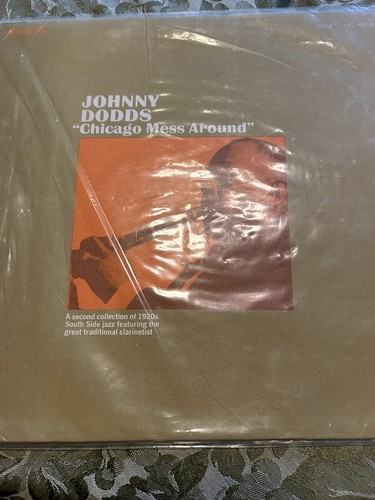 JOHNNY
DODDS
"Chicago Mess Around"
A second collection of 1920s
South Side jazz featuring the
great traditional clarinetist